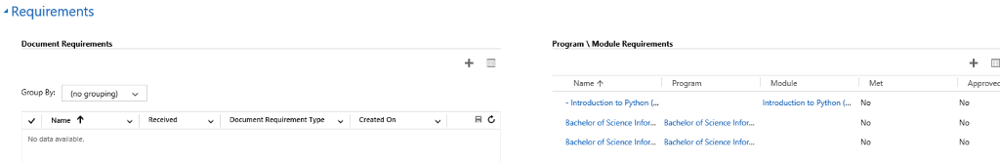 Requirements
Document Requirements
Group By: (no grouping)
Name Received Document Requirement Type Created On
No data available.
Program \ Module Requirements
Name Program Module Met Approved
- Introduction to Python (... Introduction to Python (... No No
Bachelor of Science Infor... Bachelor of Science Infor... No No
Bachelor of Science Infor... Bachelor of Science Infor... No No